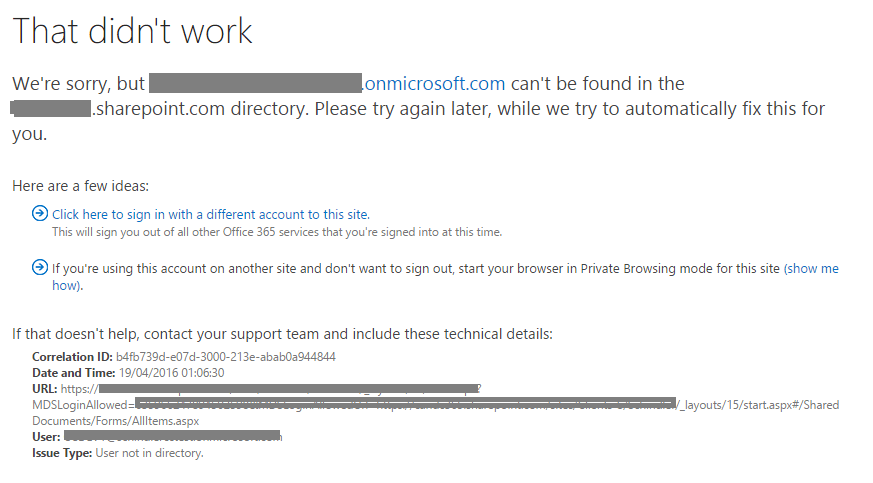 That didn't work
We're sorry, but .onmicrosoft.com can't be found in the
.sharepoint.com directory. Please try again later, while we try to automatically fix this for
you.
Here are a few ideas:
Click here to sign in with a different account to this site.
This will sign you out of all other Office 365 services that you're signed into at this time.
If you're using this account on another site and don't want to sign out, start your browser in Private Browsing mode for this site (show me
how).
If that doesn't help, contact your support team and include these technical details:
Correlation ID: b4fb739d-e07d-3000-213e-abab0a944844
Date and Time: 19/04/2016 01:06:30
URL: https:// ?
MDSLoginAllowed= /_layouts/15/start.aspx#/Shared
Documents/Forms/AllItems.aspx
User:
Issue Type: User not in directory.